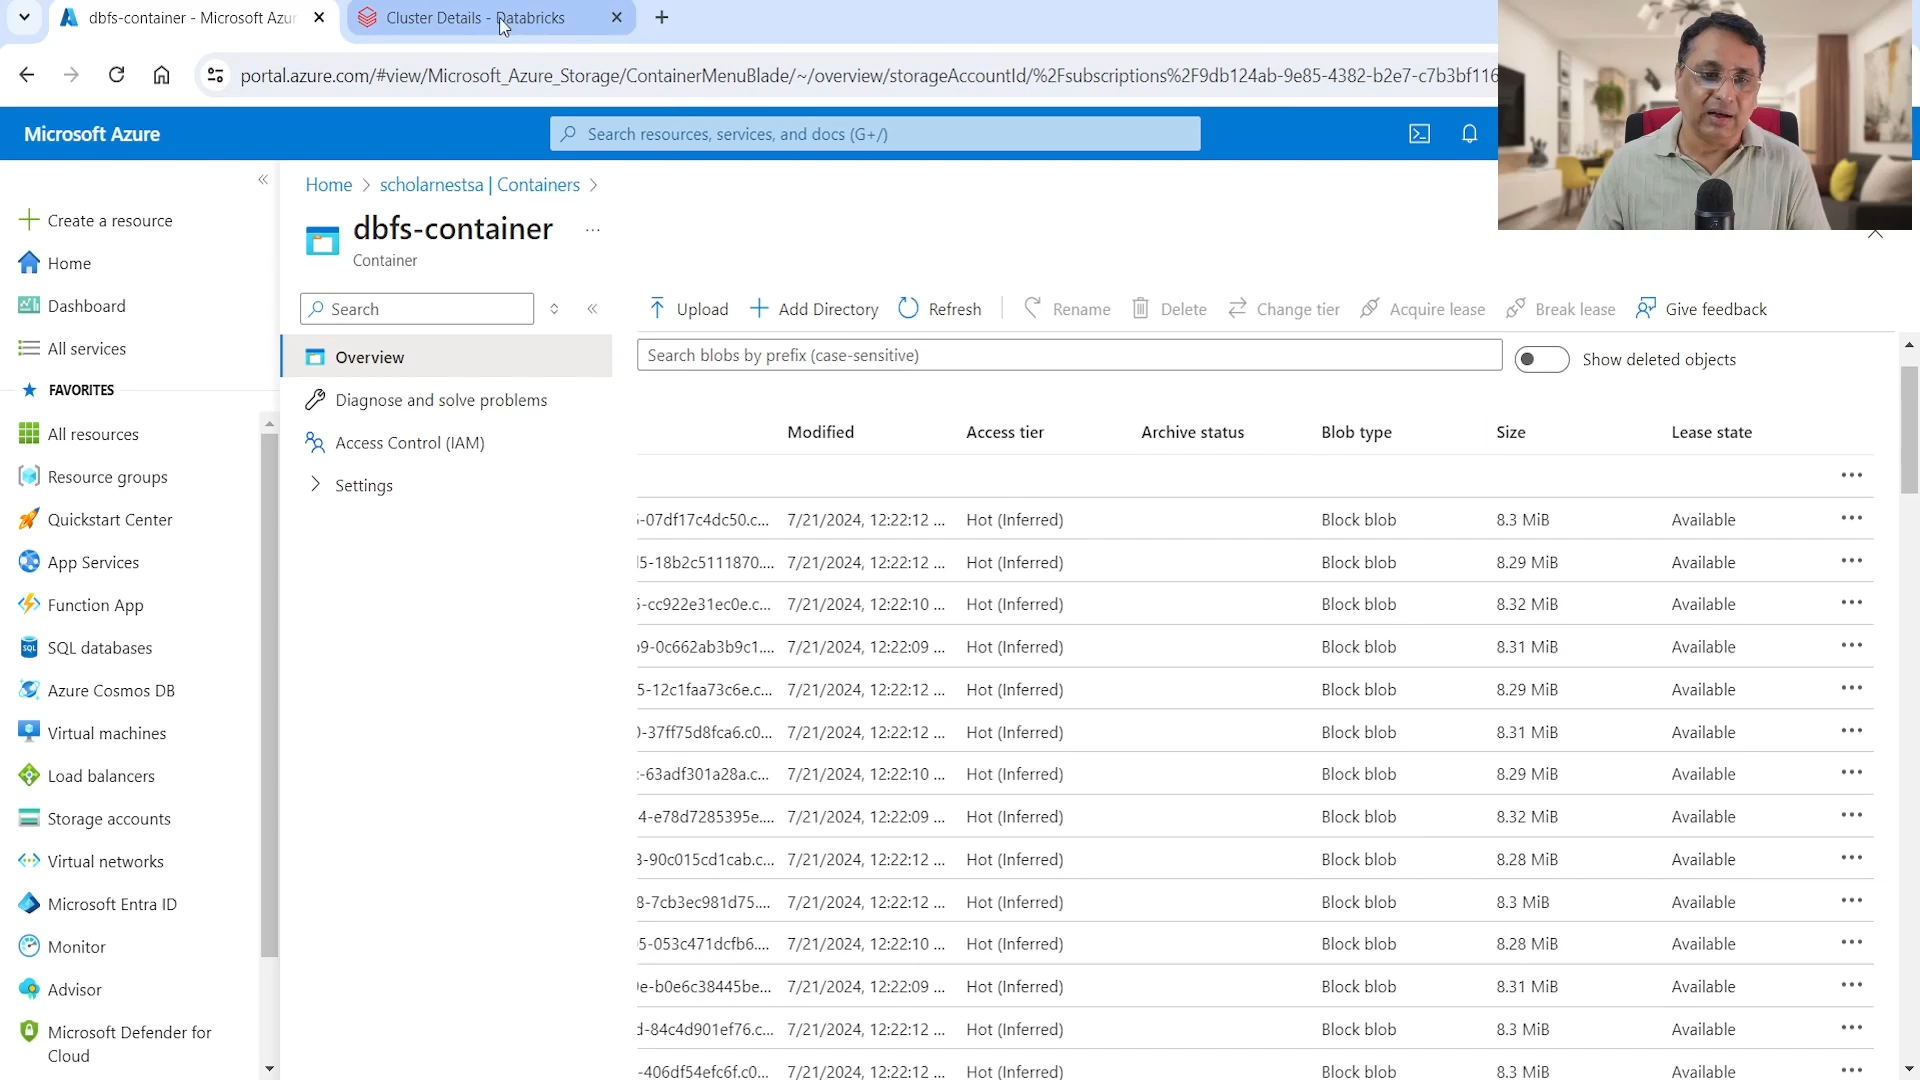 dbfs-container - Microsoft Azur
Cluster Details - Databricks
portal.azure.com/#view/Microsoft_Azure_Storage/ContainerMenuBlade/~/overview/storageAccountId/%2Fsubscriptions%2F9db124ab-9e85-4382-b2e7-c7b3bf116
Microsoft Azure
Search resources, services, and docs (G+/)
Create a resource
Home
Dashboard
All services
FAVORITES
All resources
Resource groups
Quickstart Center
App Services
Function App
SQL databases
Azure Cosmos DB
Virtual machines
Load balancers
Storage accounts
Virtual networks
Microsoft Entra ID
Monitor
Advisor
Microsoft Defender for
Cloud
Home > scholarnestsa | Containers >
dbfs-container ...
Container
Search
Overview
Diagnose and solve problems
Access Control (IAM)
Settings
Upload Add Directory Refresh Rename Delete Change tier Acquire lease Break lease Give feedback
Search blobs by prefix (case-sensitive) Show deleted objects
Modified Access tier Archive status Blob type Size Lease state
-07df17c4dc50.c... 7/21/2024, 12:22:12 ... Hot (Inferred) Block blob 8.3 MiB Available
5-18b2c5111870.... 7/21/2024, 12:22:12 ... Hot (Inferred) Block blob 8.29 MiB Available
-cc922e31ec0e.c... 7/21/2024, 12:22:10 ... Hot (Inferred) Block blob 8.32 MiB Available
9-0c662ab3b9c1.... 7/21/2024, 12:22:09 ... Hot (Inferred) Block blob 8.31 MiB Available
5-12c1faa73c6e.c... 7/21/2024, 12:22:12 ... Hot (Inferred) Block blob 8.29 MiB Available
-37ff75d8fca6.c0... 7/21/2024, 12:22:12 ... Hot (Inferred) Block blob 8.31 MiB Available
-63adf301a28a.c... 7/21/2024, 12:22:10 ... Hot (Inferred) Block blob 8.29 MiB Available
4-e78d7285395e.... 7/21/2024, 12:22:09 ... Hot (Inferred) Block blob 8.32 MiB Available
3-90c015cd1cab.c... 7/21/2024, 12:22:12 ... Hot (Inferred) Block blob 8.28 MiB Available
8-7cb3ec981d75.... 7/21/2024, 12:22:12 ... Hot (Inferred) Block blob 8.3 MiB Available
5-053c471dcfb6.... 7/21/2024, 12:22:10 ... Hot (Inferred) Block blob 8.28 MiB Available
e-b0e6c38445be... 7/21/2024, 12:22:09 ... Hot (Inferred) Block blob 8.31 MiB Available
d-84c4d901ef76.c... 7/21/2024, 12:22:12 ... Hot (Inferred) Block blob 8.3 MiB Available
-406df54efc6f.c0... 7/21/2024, 12:22:12 ... Hot (Inferred) Block blob 8.3 MiB Available